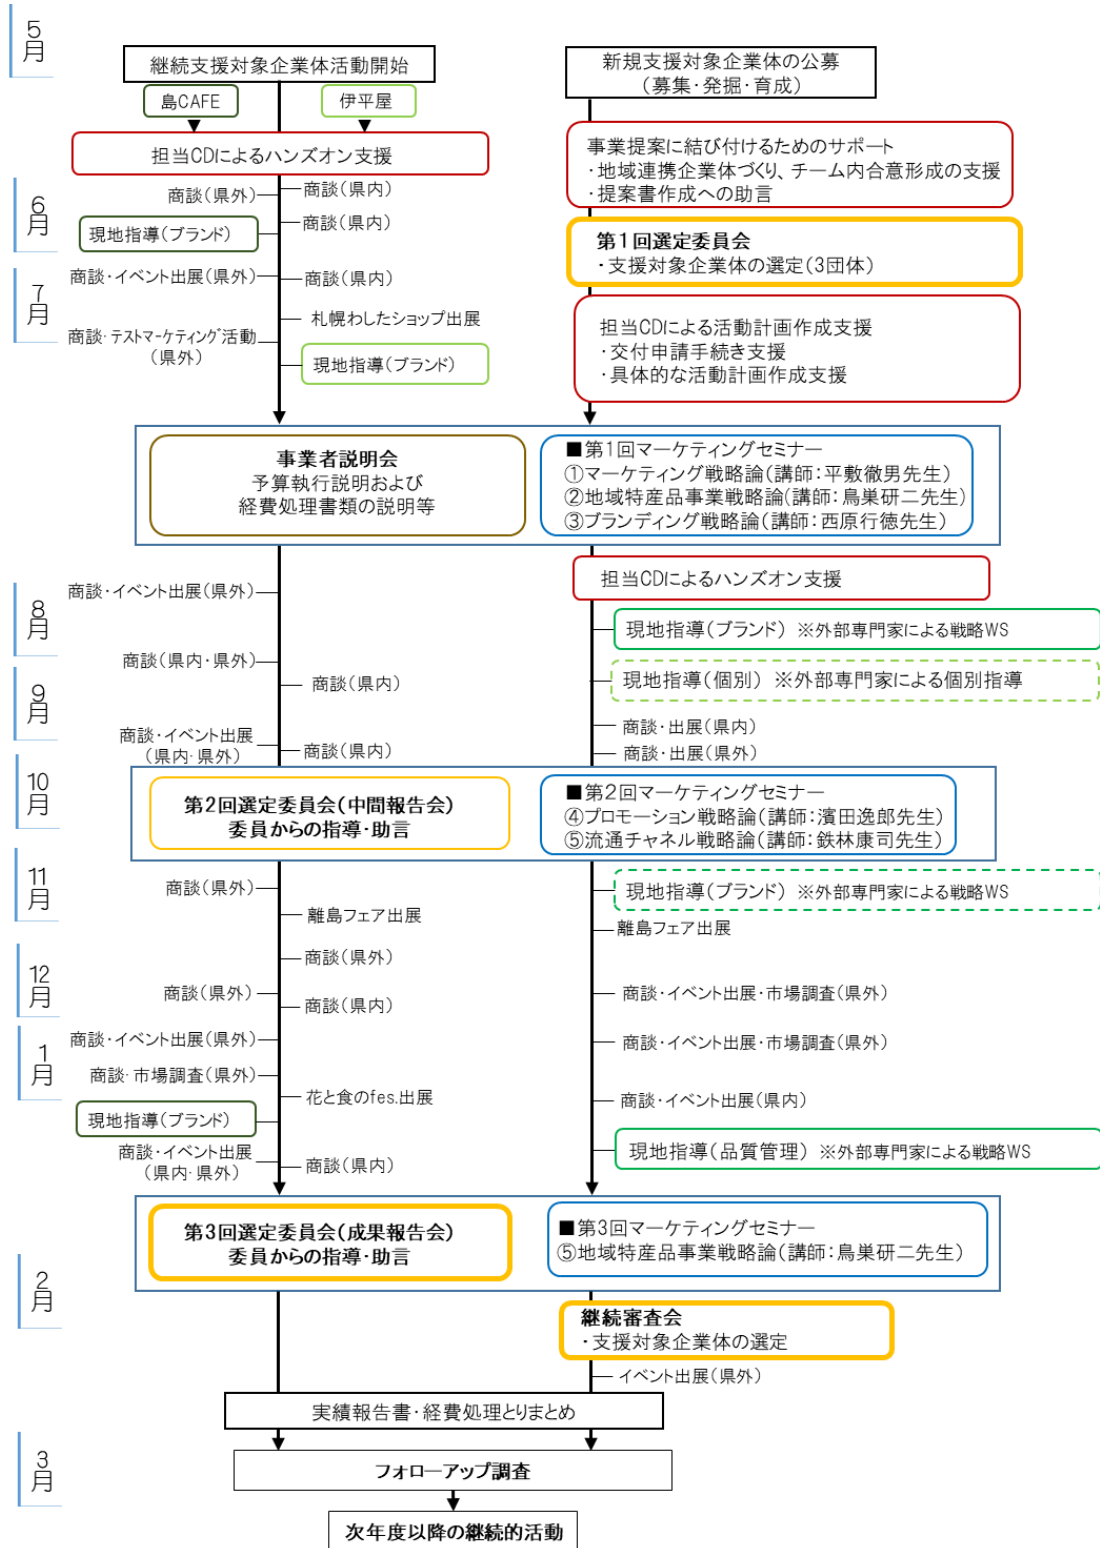 5月
継続支援対象企業体活動開始
新規支援対象企業体の公募
（募集・発掘・育成）
島CAFE
伊平屋
担当CDによるハンズオン支援
事業提案に結び付けるためのサポート
・地域連携企業体づくり、チーム内合意形成の支援
・提案書作成への助言
6月
商談（県外）
商談（県内）
商談（県内）
現地指導（ブランド）
第1回選定委員会
・支援対象企業体の選定（3団体）
7月
商談・イベント出展（県外）
商談（県内）
札幌わしたショップ出展
商談・テストマーケティング活動
（県外）
現地指導（ブランド）
担当CDによる活動計画作成支援
・交付申請手続き支援
・具体的な活動計画作成支援
事業者説明会
予算執行説明および
経費処理書類の説明等
■第1回マーケティングセミナー
①マーケティング戦略論（講師：平敷徹男先生）
②地域特産品事業戦略論（講師：鳥巣研二先生）
③ブランディング戦略論（講師：西原行徳先生）
8月
商談・イベント出展（県外）
担当CDによるハンズオン支援
現地指導（ブランド） ※外部専門家による戦略WS
商談（県内・県外）
9月
商談（県内）
現地指導（個別） ※外部専門家による個別指導
商談・イベント出展
（県内・県外）
商談（県内）
商談・出展（県内）
商談・出展（県外）
10月
第2回選定委員会（中間報告会）
委員からの指導・助言
■第2回マーケティングセミナー
④プロモーション戦略論（講師：濱田逸郎先生）
⑤流通チャネル戦略論（講師：鉄林康司先生）
11月
商談（県外）
離島フェア出展
現地指導（ブランド） ※外部専門家による戦略WS
離島フェア出展
商談（県外）
12月
商談（県外）
商談（県内）
商談・イベント出展・市場調査（県外）
1月
商談・イベント出展（県外）
商談・イベント出展・市場調査（県外）
商談・市場調査（県外）
花と食のfes.出展
商談・イベント出展（県内）
現地指導（ブランド）
商談・イベント出展
（県内・県外）
商談（県内）
現地指導（品質管理） ※外部専門家による戦略WS
第3回選定委員会（成果報告会）
委員からの指導・助言
■第3回マーケティングセミナー
⑤地域特産品事業戦略論（講師：鳥巣研二先生）
2月
継続審査会
・支援対象企業体の選定
イベント出展（県外）
実績報告書・経費処理とりまとめ
3月
フォローアップ調査
次年度以降の継続的活動